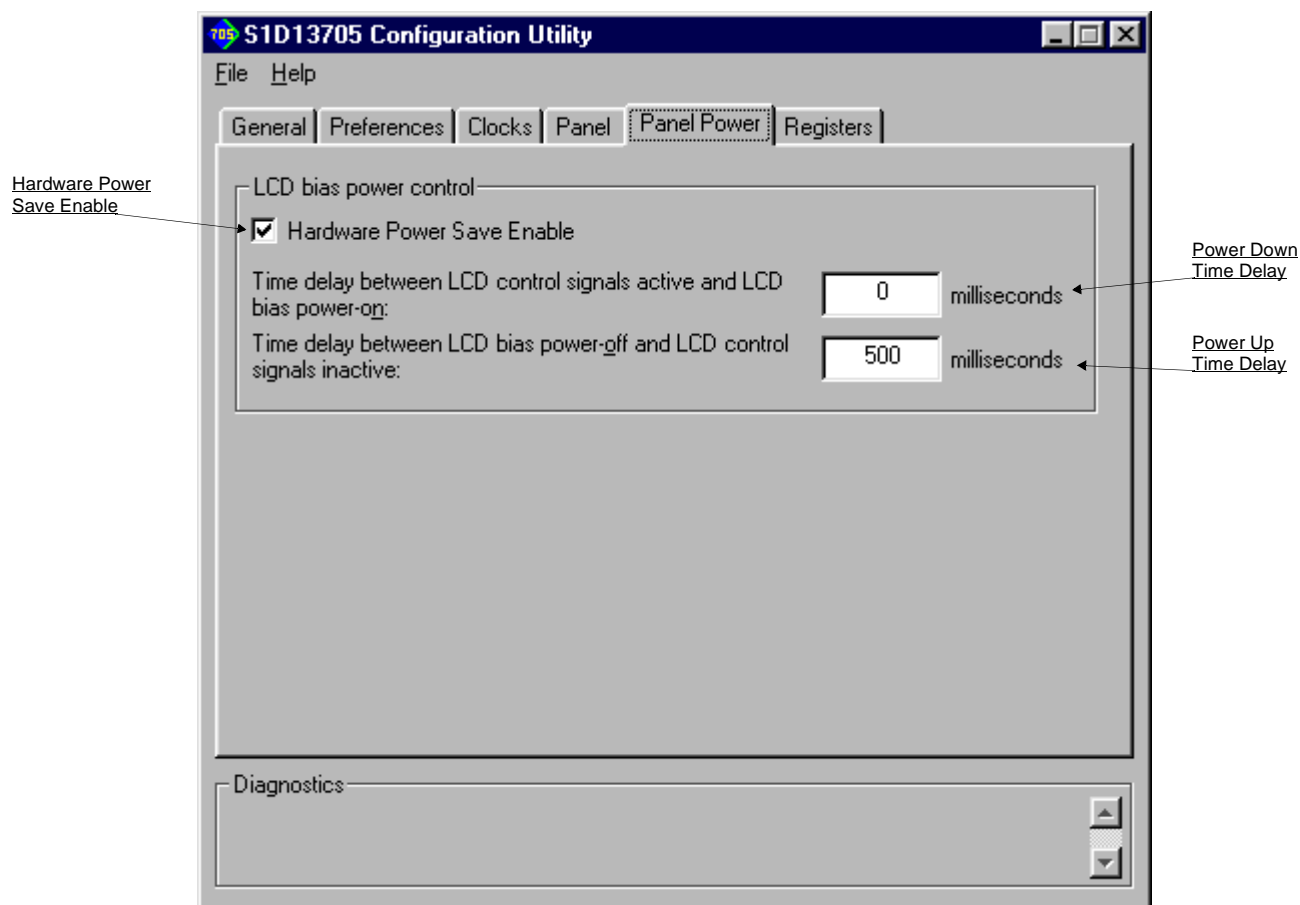 705 S1D13705 Configuration Utility
File Help
General Preferences Clocks Panel Panel Power Registers
Hardware Power
Save Enable
LCD bias power control
Hardware Power Save Enable
Time delay between LCD control signals active and LCD
bias power-on:
0 milliseconds
Power Down
Time Delay
Time delay between LCD bias power-off and LCD control
signals inactive:
500 milliseconds
Power Up
Time Delay
Diagnostics